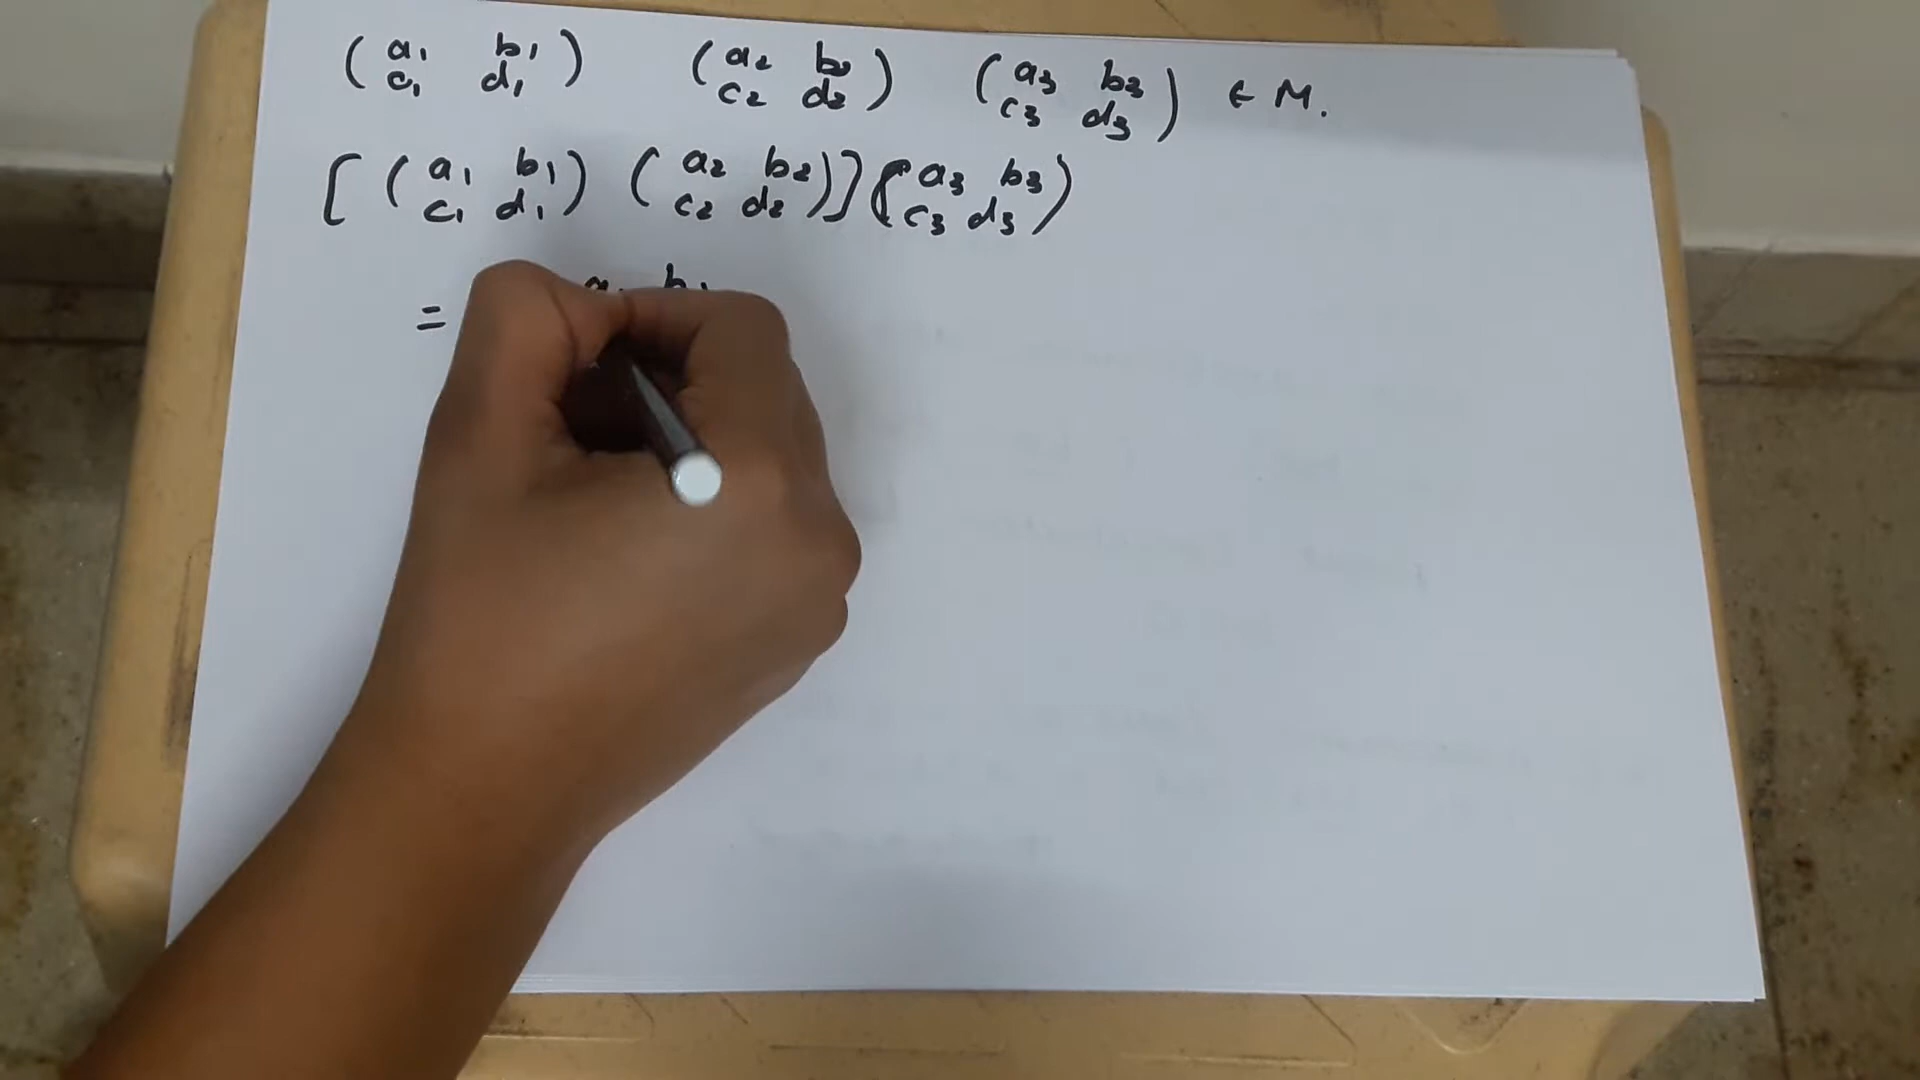 ( a₁ b₁ ) ( a₂ b₂ ) ( a₃ b₃ ) ∈ M.
c₁ d₁ c₂ d₂ c₃ d₃
[ ( a₁ b₁ ) ( a₂ b₂ ) ] ( a₃ b₃ )
c₁ d₁ c₂ d₂ c₃ d₃
=